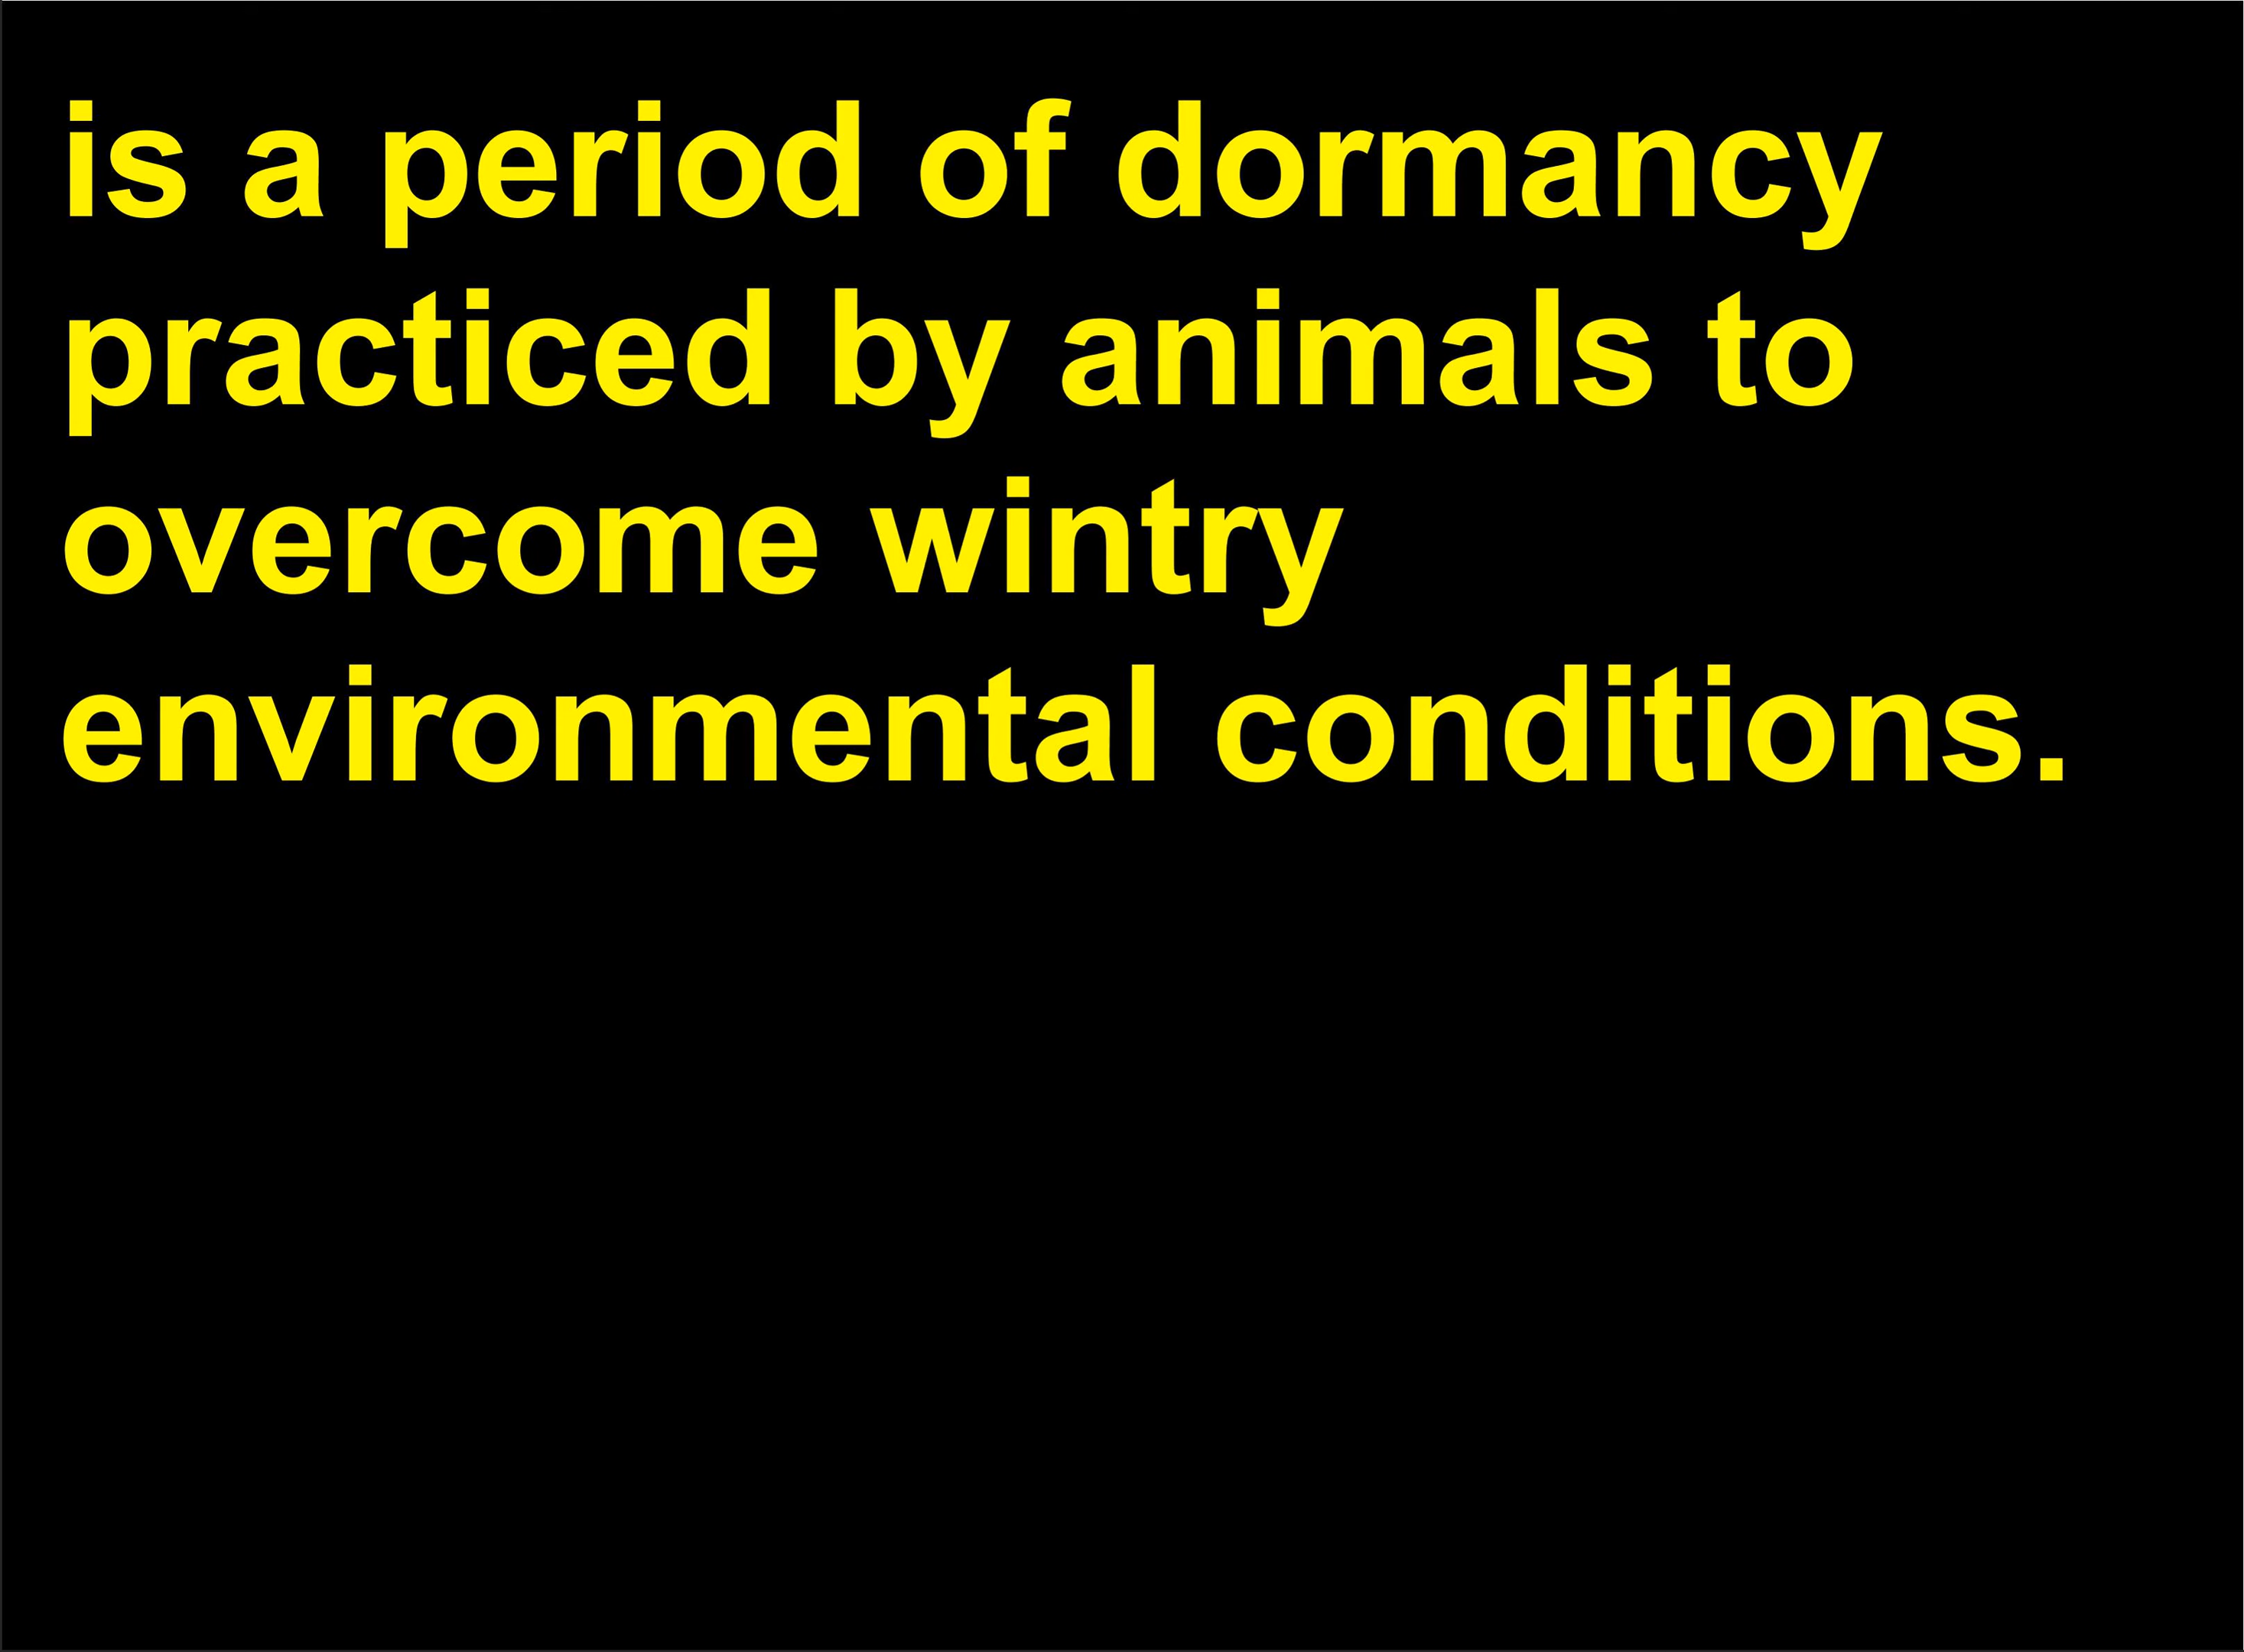 is a period of dormancy
practiced by animals to
overcome wintry
environmental conditions.